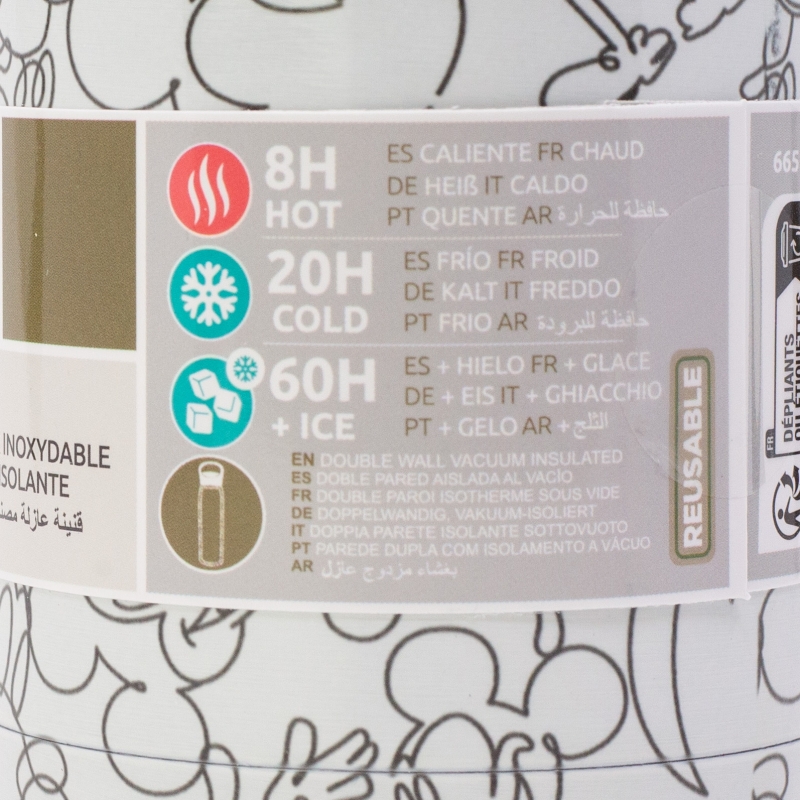 8H
HOT
ES CALIENTE FR CHAUD
DE HEIß IT CALDO
PT QUENTE AR حافظة للحرارة
20H
COLD
ES FRÍO FR FROID
DE KALT IT FREDDO
PT FRIO AR حافظة للبرودة
60H
+ ICE
ES + HIELO FR + GLACE
DE + EIS IT + GHIACCHIO
PT + GELO AR + الثلج
EN DOUBLE WALL VACUUM INSULATED
ES DOBLE PARED AISLADA AL VACÍO
FR DOUBLE PAROI ISOTHERME SOUS VIDE
DE DOPPELWANDIG, VAKUUM-ISOLIERT
IT DOPPIA PARETE ISOLANTE SOTTOVUOTO
PT PAREDE DUPLA COM ISOLAMENTO A VÁCUO
AR بغشاء مزدوج عازل
REUSABLE
INOXYDABLE
ISOLANTE
قنينة عازلة
665
FR
DÉPLIANTS